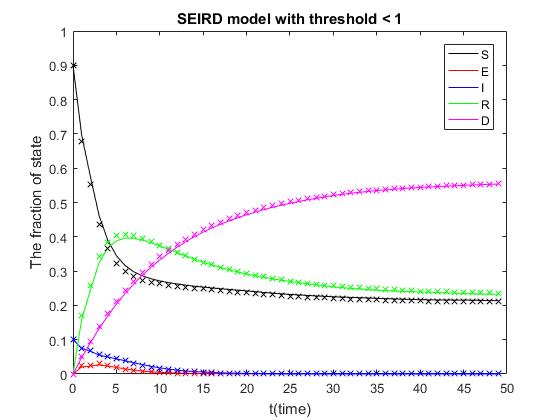 SEIRD model with threshold < 1
The fraction of state
1
0.9
0.8
0.7
0.6
0.5
0.4
0.3
0.2
0.1
0
S
E
I
R
D
0 5 10 15 20 25 30 35 40 45 50
t(time)